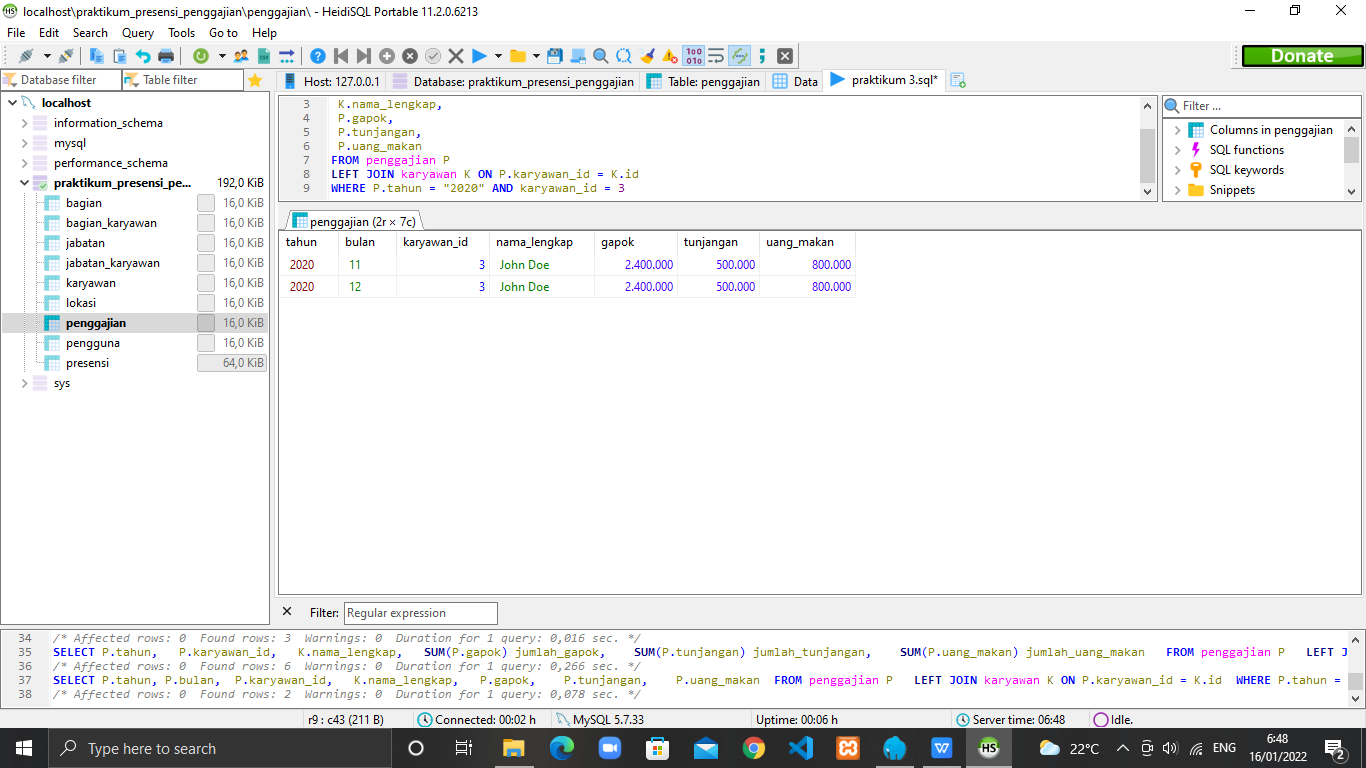 localhost\praktikum_presensi_penggajian\penggajian\ - HeidiSQL Portable 11.2.0.6213
File Edit Search Query Tools Go to Help
Donate
Database filter Table filter
Host: 127.0.0.1 Database: praktikum_presensi_penggajian Table: penggajian Data praktikum 3.sql*
localhost
information_schema
mysql
performance_schema
praktikum_presensi_pe... 192,0 KiB
bagian 16,0 KiB
bagian_karyawan 16,0 KiB
jabatan 16,0 KiB
jabatan_karyawan 16,0 KiB
karyawan 16,0 KiB
lokasi 16,0 KiB
penggajian 16,0 KiB
pengguna 16,0 KiB
presensi 64,0 KiB
sys
3 K.nama_lengkap,
4 P.gapok,
5 P.tunjangan,
6 P.uang_makan
7 FROM penggajian P
8 LEFT JOIN karyawan K ON P.karyawan_id = K.id
9 WHERE P.tahun = "2020" AND karyawan_id = 3
Filter ...
Columns in penggajian
SQL functions
SQL keywords
Snippets
penggajian (2r × 7c)
tahun bulan karyawan_id nama_lengkap gapok tunjangan uang_makan
2020 11 3 John Doe 2.400.000 500.000 800.000
2020 12 3 John Doe 2.400.000 500.000 800.000
Filter: Regular expression
34 /* Affected rows: 0 Found rows: 3 Warnings: 0 Duration for 1 query: 0,016 sec. */
35 SELECT P.tahun, P.karyawan_id, K.nama_lengkap, SUM(P.gapok) jumlah_gapok, SUM(P.tunjangan) jumlah_tunjangan, SUM(P.uang_makan) jumlah_uang_makan FROM penggajian P LEFT J
36 /* Affected rows: 0 Found rows: 6 Warnings: 0 Duration for 1 query: 0,266 sec. */
37 SELECT P.tahun, P.bulan, P.karyawan_id, K.nama_lengkap, P.gapok, P.tunjangan, P.uang_makan FROM penggajian P LEFT JOIN karyawan K ON P.karyawan_id = K.id WHERE P.tahun =
38 /* Affected rows: 0 Found rows: 2 Warnings: 0 Duration for 1 query: 0,078 sec. */
r9 : c43 (211 B) Connected: 00:02 h MySQL 5.7.33 Uptime: 00:06 h Server time: 06:48 Idle.
Type here to search
22°C ENG 6:48
16/01/2022
2